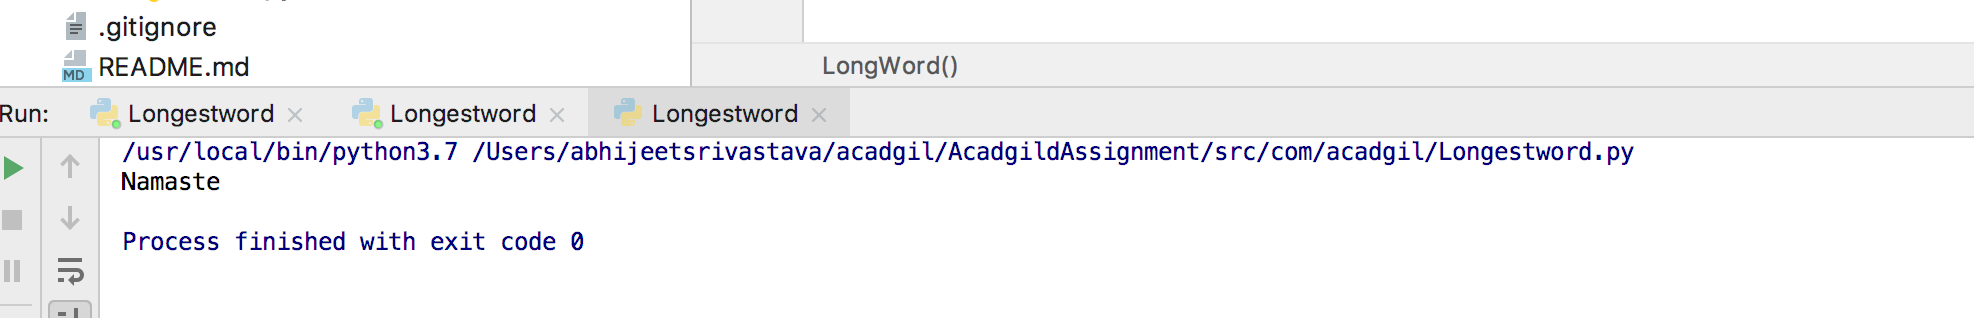 .gitignore
README.md
LongWord()
Run: Longestword Longestword Longestword
/usr/local/bin/python3.7 /Users/abhijeetsrivastava/acadgil/AcadgildAssignment/src/com/acadgil/Longestword.py
Namaste
Process finished with exit code 0